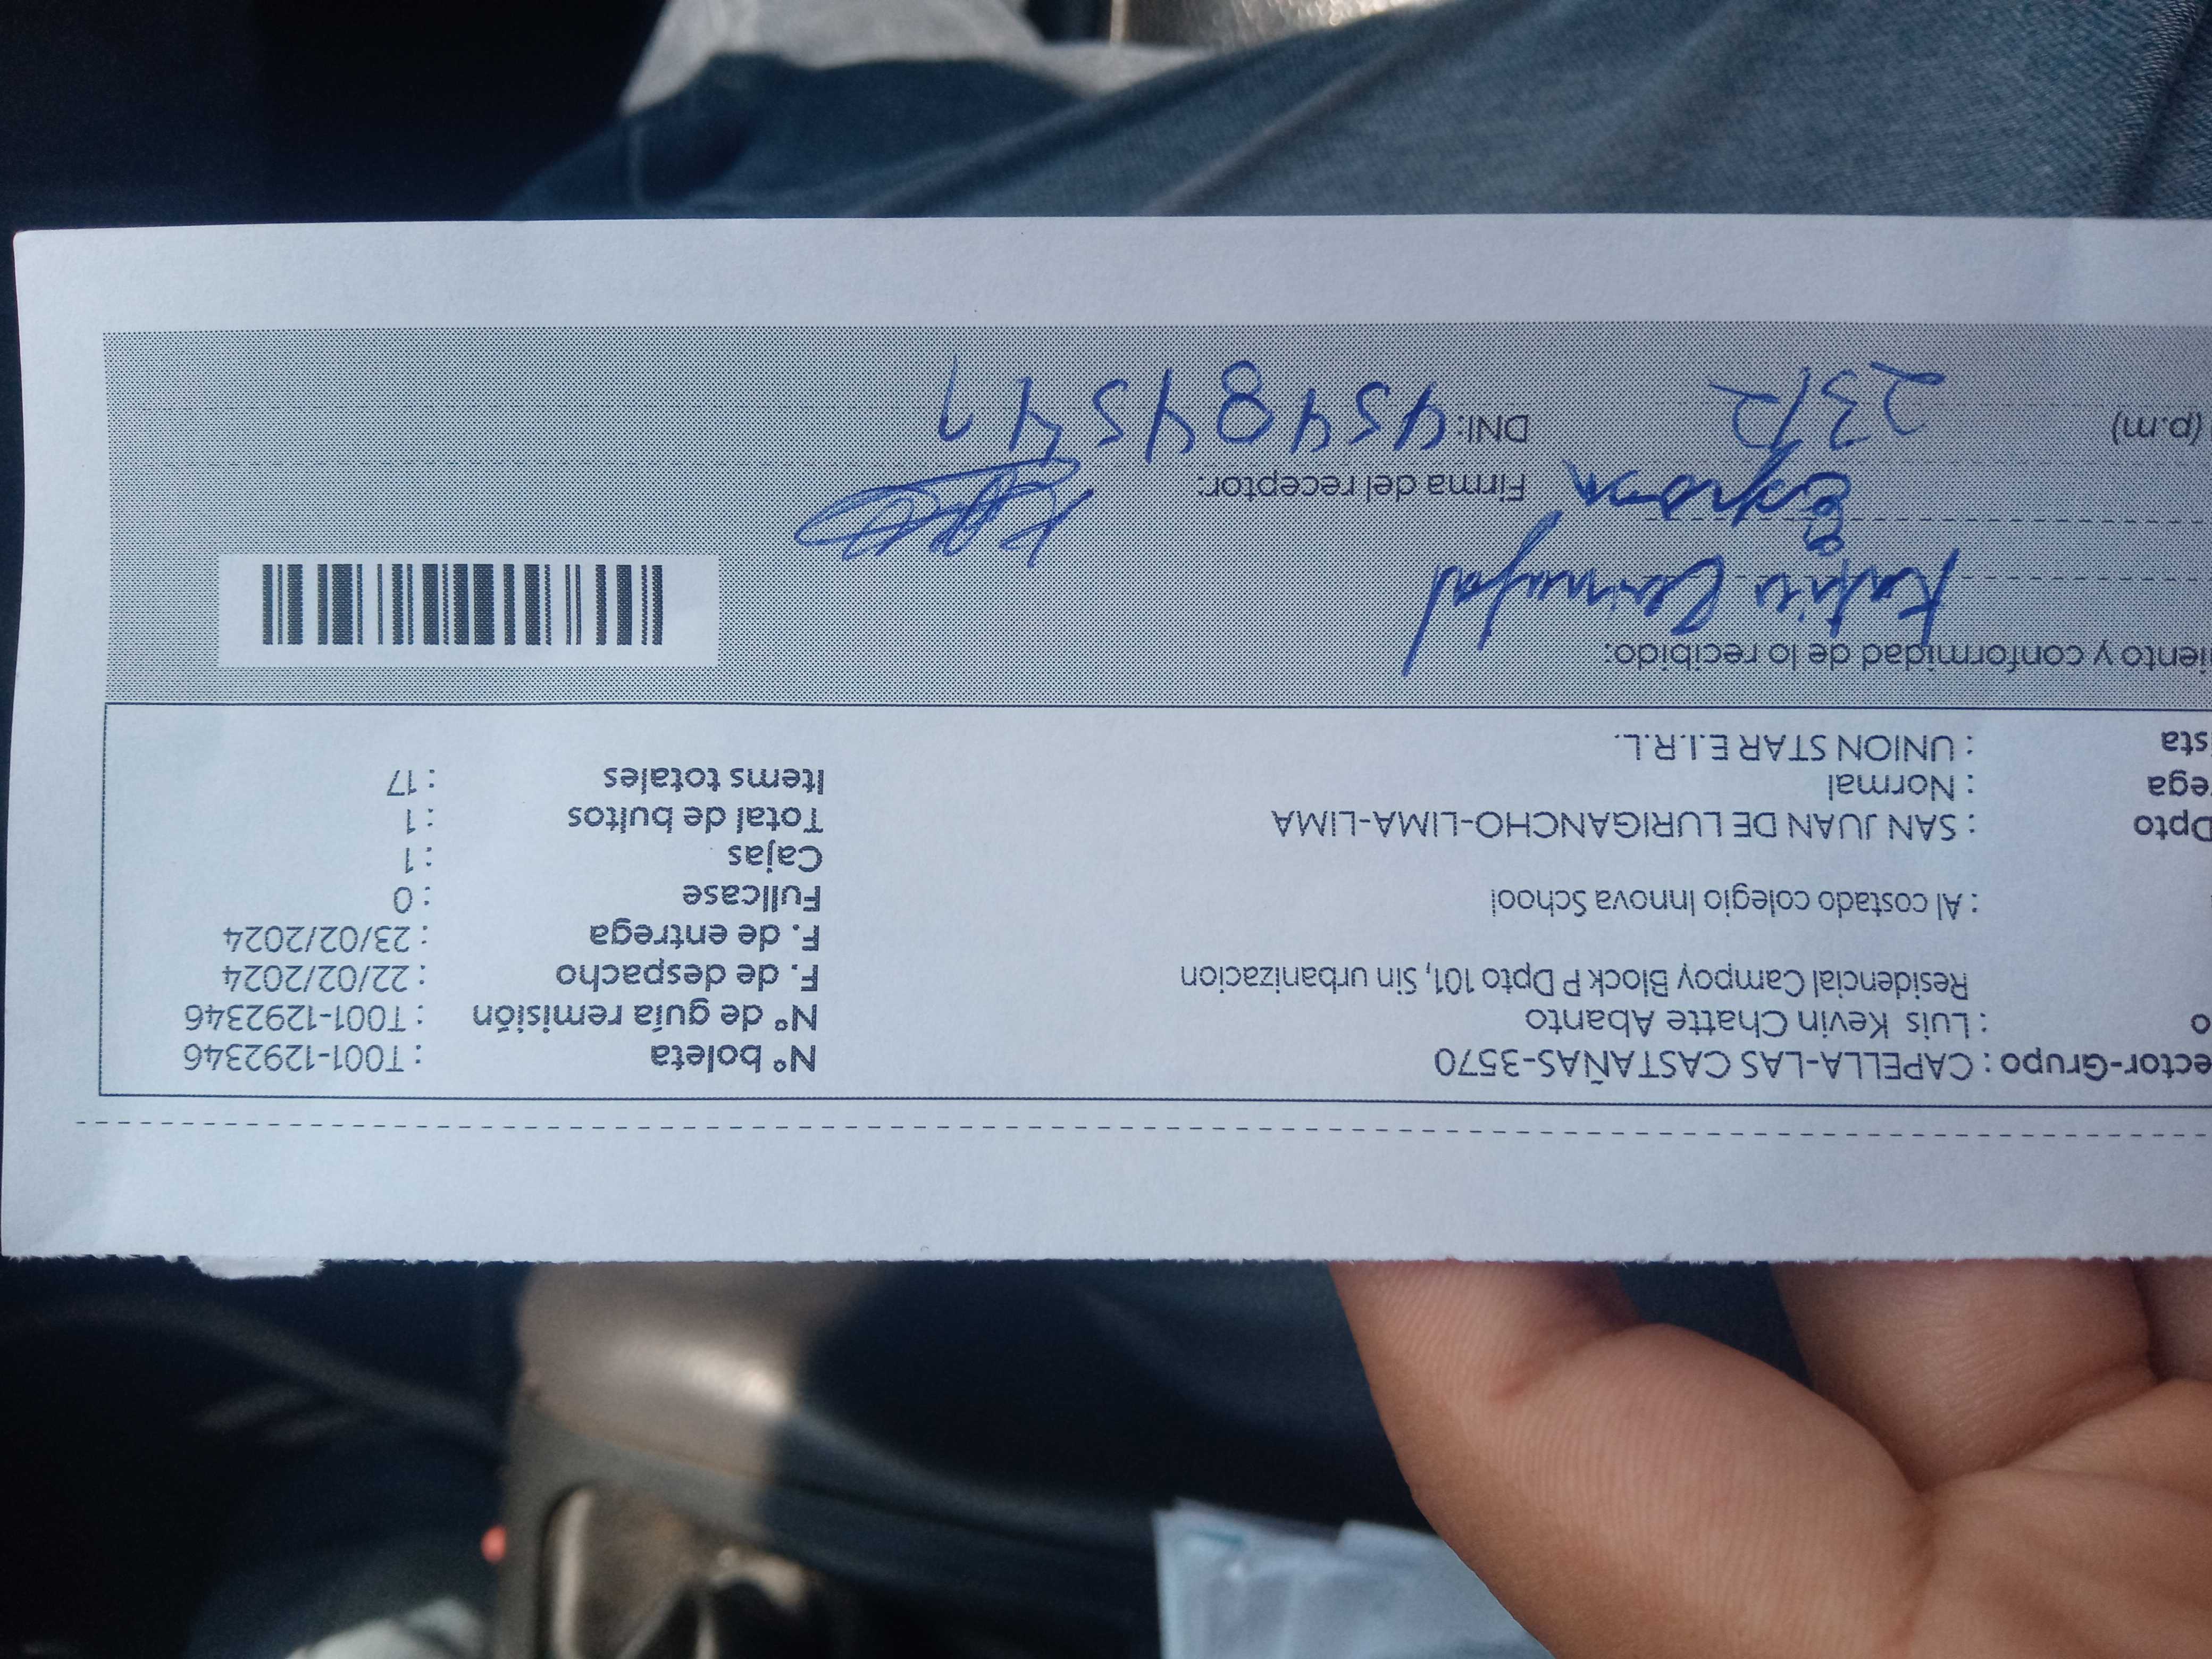 ector-Grupo : CAPELLA-LAS CASTAÑAS-3570
o : Luis Kevin Chatte Abanto
Residencial Campoy Block P Dpto 101, Sin urbanizacion
: Al costado colegio Innova School
Dpto : SAN JUAN DE LURIGANCHO-LIMA-LIMA
ega : Normal
sta : UNION STAR E.I.R.L.
N° boleta : T001-1292346
N° de guía remisión : T001-1292346
F. de despacho : 22/02/2024
F. de entrega : 23/02/2024
Fullcase : 0
Cajas : 1
Total de bultos : 1
Items totales : 17
iento y conformidad de lo recibido:
Firma del receptor:
(p.m) 23/2 DNI: